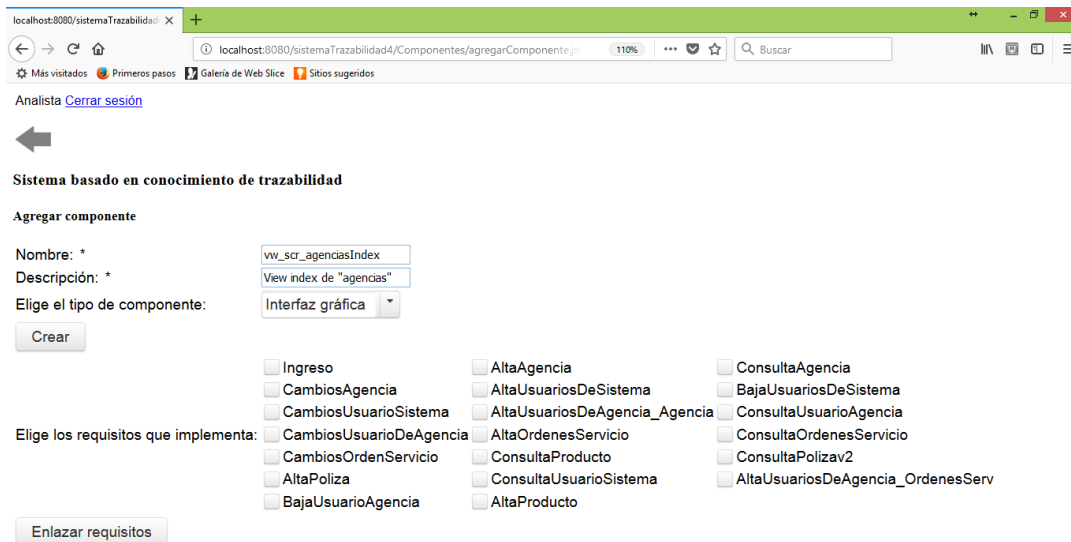 localhost:8080/sistemaTrazabilidad
localhost:8080/sistemaTrazabilidad4/Componentes/agregarComponente.js 110% Buscar
Más visitados Primeros pasos Galería de Web Slice Sitios sugeridos
Analista Cerrar sesión
Sistema basado en conocimiento de trazabilidad
Agregar componente
Nombre: * vw_scr_agenciasIndex
Descripción: * View index de "agencias"
Elige el tipo de componente: Interfaz gráfica
Crear
Ingreso AltaAgencia ConsultaAgencia
CambiosAgencia AltaUsuariosDeSistema BajaUsuariosDeSistema
CambiosUsuarioSistema AltaUsuariosDeAgencia_Agencia ConsultaUsuarioAgencia
Elige los requisitos que implementa: CambiosUsuarioDeAgencia AltaOrdenesServicio ConsultaOrdenesServicio
CambiosOrdenServicio ConsultaProducto ConsultaPolizav2
AltaPoliza ConsultaUsuarioSistema AltaUsuariosDeAgencia_OrdenesServ
BajaUsuarioAgencia AltaProducto
Enlazar requisitos